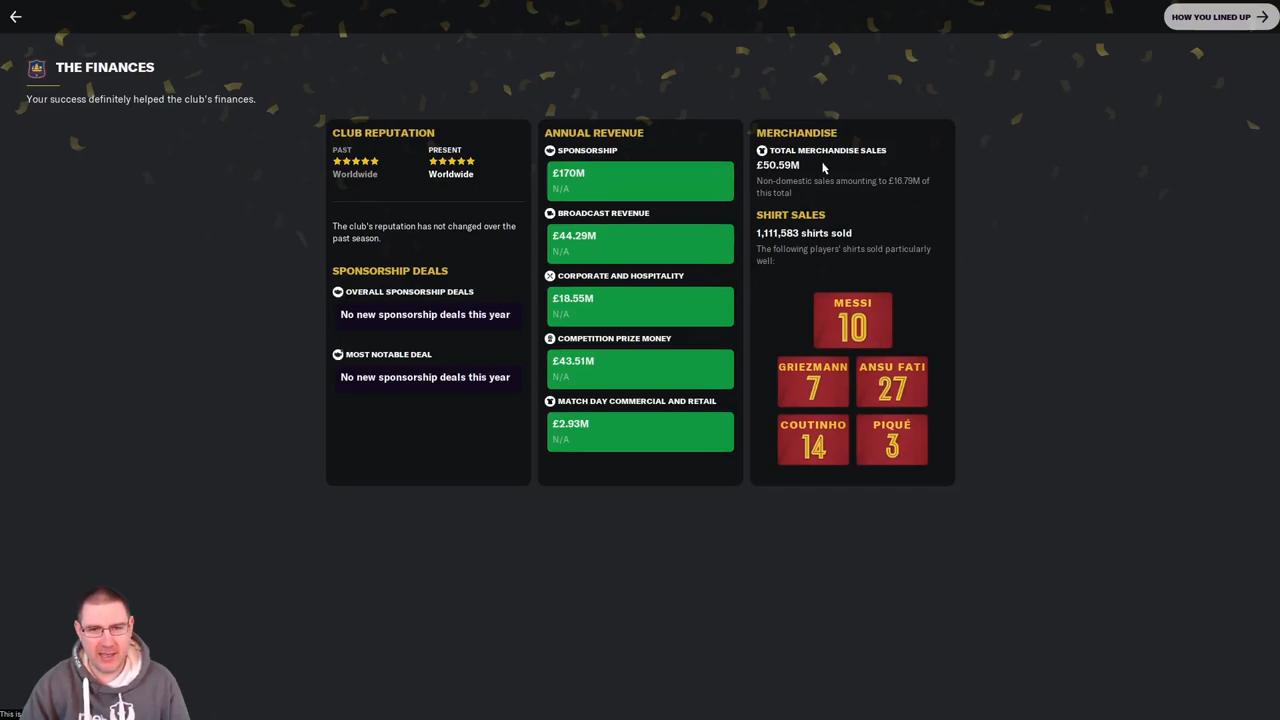 HOW YOU LINED UP
THE FINANCES
Your success definitely helped the club's finances.
CLUB REPUTATION
PAST
PRESENT
Worldwide
Worldwide
The club's reputation has not changed over the
past season.
SPONSORSHIP DEALS
OVERALL SPONSORSHIP DEALS
No new sponsorship deals this year
MOST NOTABLE DEAL
No new sponsorship deals this year
ANNUAL REVENUE
SPONSORSHIP
£170M
N/A
BROADCAST REVENUE
£44.29M
N/A
CORPORATE AND HOSPITALITY
£18.55M
N/A
COMPETITION PRIZE MONEY
£43.51M
N/A
MATCH DAY COMMERCIAL AND RETAIL
£2.93M
N/A
MERCHANDISE
TOTAL MERCHANDISE SALES
£50.59M
Non-domestic sales amounting to £16.79M of
this total
SHIRT SALES
1,111,583 shirts sold
The following players' shirts sold particularly
well:
MESSI
10
GRIEZMANN
7
ANSU FATI
27
COUTINHO
14
PIQUÉ
3
This is